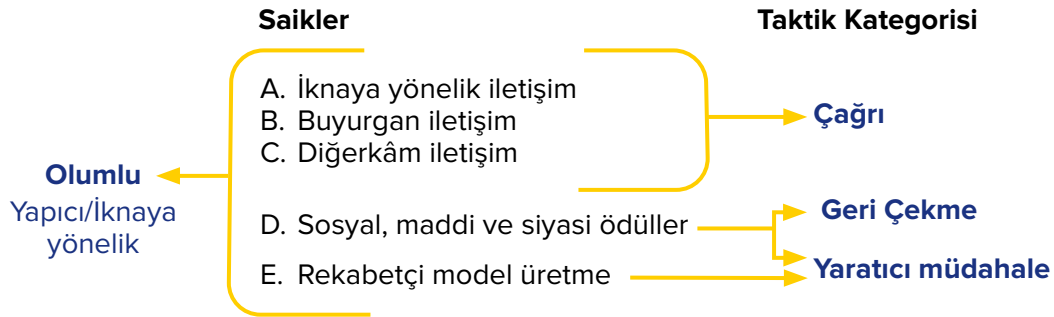 Saikler
Taktik Kategorisi
A. İknaya yönelik iletişim
B. Buyurgan iletişim
C. Diğerkâm iletişim
Çağrı
Olumlu
Yapıcı/İknaya
yönelik
D. Sosyal, maddi ve siyasi ödüller
Geri Çekme
E. Rekabetçi model üretme
Yaratıcı müdahale